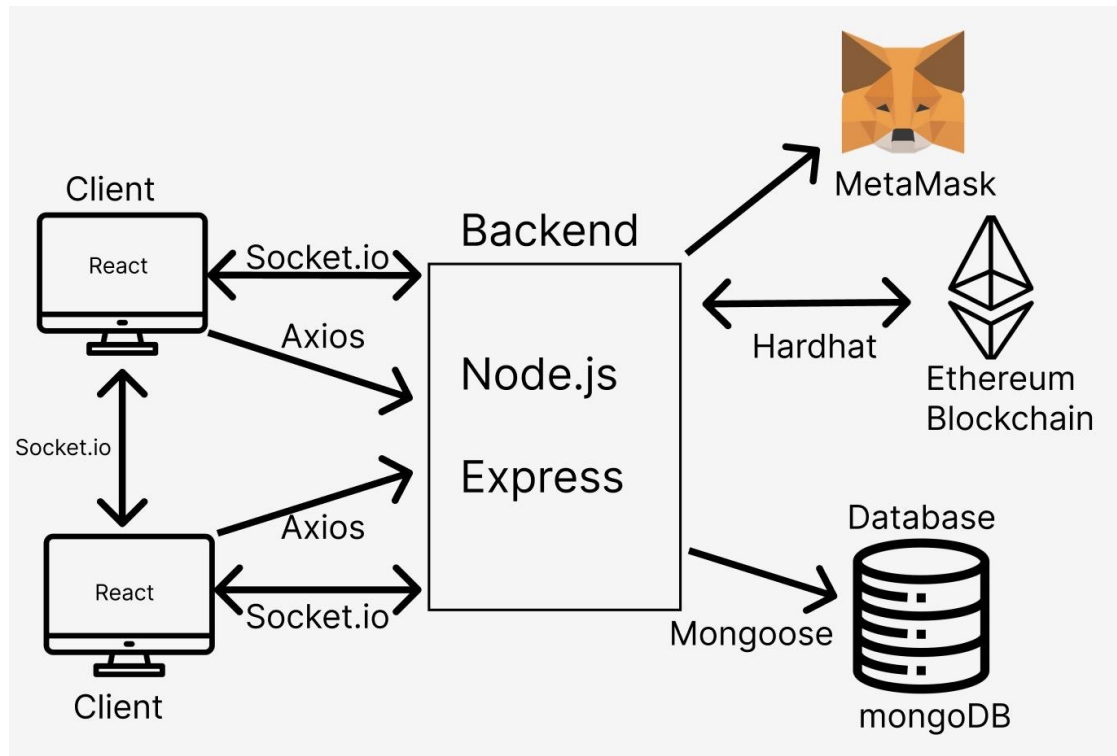 Client
React
Socket.io
Axios
Socket.io
Axios
Socket.io
React
Client
Backend
Node.js
Express
MetaMask
Hardhat
Ethereum
Blockchain
Database
Mongoose
mongoDB